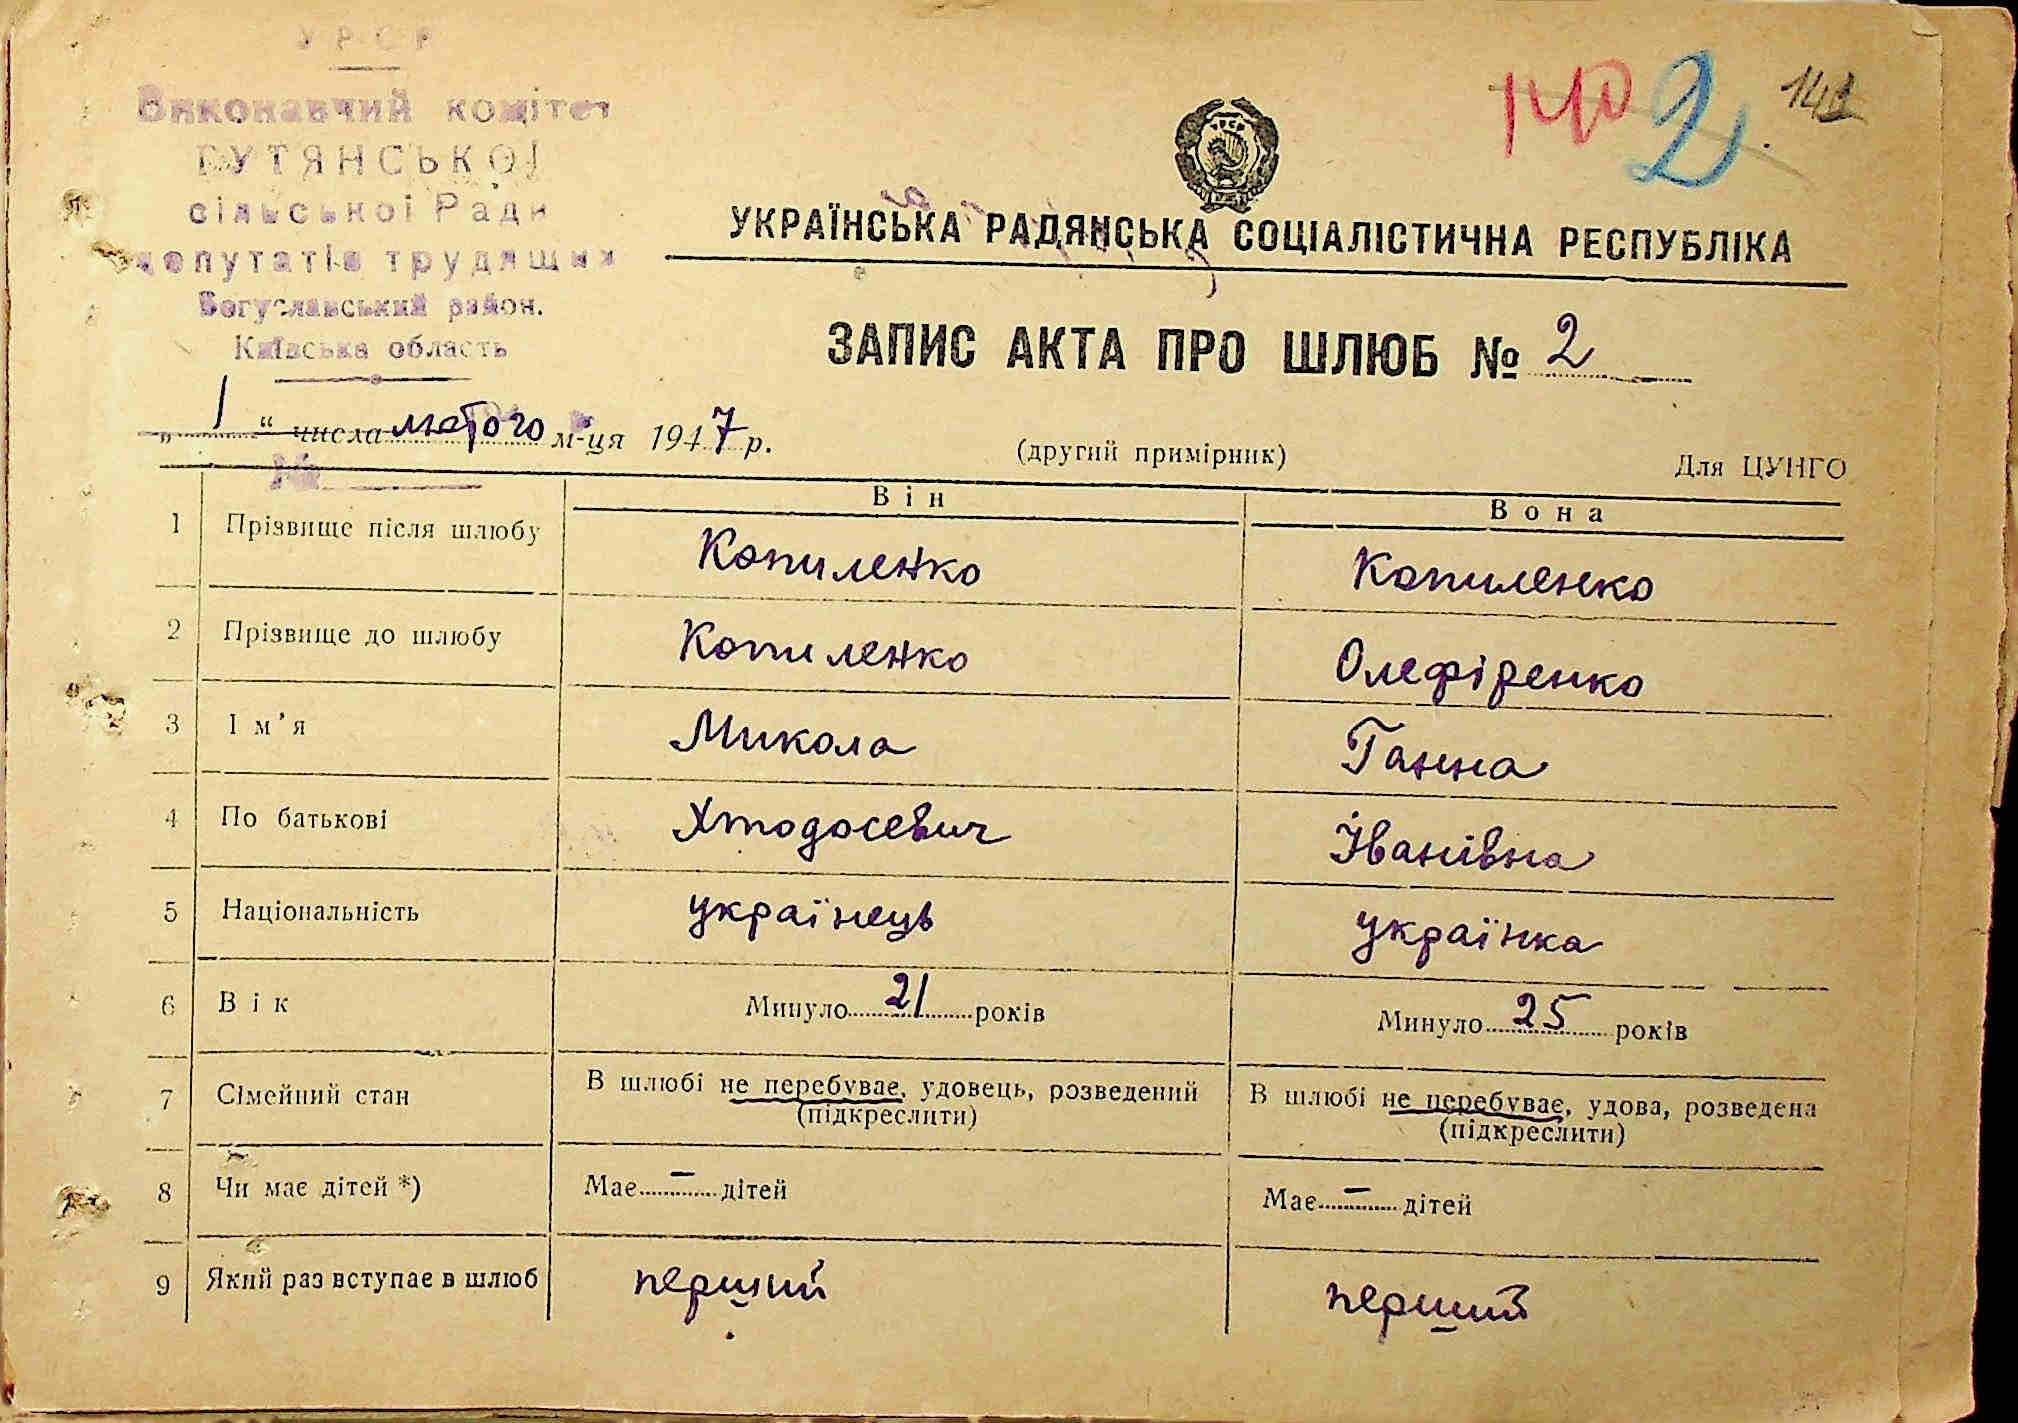 УРСР
Виконавчий комітет
ГУТЯНСЬКОЇ
сільської Ради
депутатів трудящих
Богуславський район.
Київська область
140 2 141
УРСР
УКРАЇНСЬКА РАДЯНСЬКА СОЦІАЛІСТИЧНА РЕСПУБЛІКА
ЗАПИС АКТА ПРО ШЛЮБ № 2
„ 1 “ числа лютого м-ця 1947 р.
(другий примірник) Для ЦУНГО
№
Він Вона
1 Прізвище після шлюбу Копиленко Копиленко
2 Прізвище до шлюбу Копиленко Олефіренко
3 Ім'я Микола Ганна
4 По батькові Хтодосевич Іванівна
5 Національність українець українка
6 Вік Минуло 21 років Минуло 25 років
7 Сімейний стан В шлюбі не перебуває, удовець, розведений В шлюбі не перебуває, удова, розведена
(підкреслити) (підкреслити)
8 Чи має дітей *) Має – дітей Має – дітей
9 Який раз вступає в шлюб перший перший